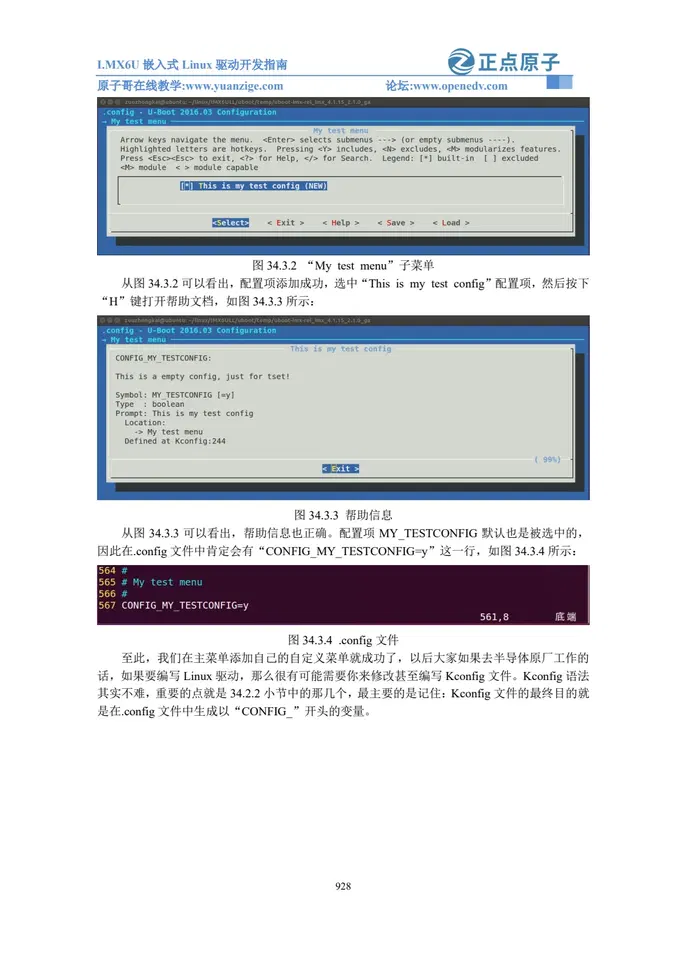 I.MX6U 嵌入式 Linux 驱动开发指南
正点原子
原子哥在线教学:www.yuanzige.com 论坛:www.openedv.com
.config - U-Boot 2016.03 Configuration
→ My test menu
My test menu
Arrow keys navigate the menu. <Enter> selects submenus ---> (or empty submenus ----).
Highlighted letters are hotkeys. Pressing <Y> includes, <N> excludes, <M> modularizes features.
Press <Esc><Esc> to exit, <?> for Help, </> for Search. Legend: [*] built-in [ ] excluded
<M> module < > module capable
[*] This is my test config (NEW)
<Select> < Exit > < Help > < Save > < Load >
图 34.3.2 “My test menu”子菜单
从图 34.3.2 可以看出，配置项添加成功，选中“This is my test config”配置项，然后按下
“H”键打开帮助文档，如图 34.3.3 所示：
.config - U-Boot 2016.03 Configuration
→ My test menu
This is my test config
CONFIG_MY_TESTCONFIG:
This is a empty config, just for tset!
Symbol: MY_TESTCONFIG [=y]
Type : boolean
Prompt: This is my test config
Location:
-> My test menu
Defined at Kconfig:244
( 99%)
< Exit >
图 34.3.3 帮助信息
从图 34.3.3 可以看出，帮助信息也正确。配置项 MY_TESTCONFIG 默认也是被选中的，
因此在.config 文件中肯定会有“CONFIG_MY_TESTCONFIG=y”这一行，如图 34.3.4 所示：
564 #
565 # My test menu
566 #
567 CONFIG_MY_TESTCONFIG=y
561,8 底端
图 34.3.4 .config 文件
至此，我们在主菜单添加自己的自定义菜单就成功了，以后大家如果去半导体原厂工作的
话，如果要编写 Linux 驱动，那么很有可能需要你来修改甚至编写 Kconfig 文件。Kconfig 语法
其实不难，重要的点就是 34.2.2 小节中的那几个，最主要的是记住：Kconfig 文件的最终目的就
是在.config 文件中生成以“CONFIG_”开头的变量。
928